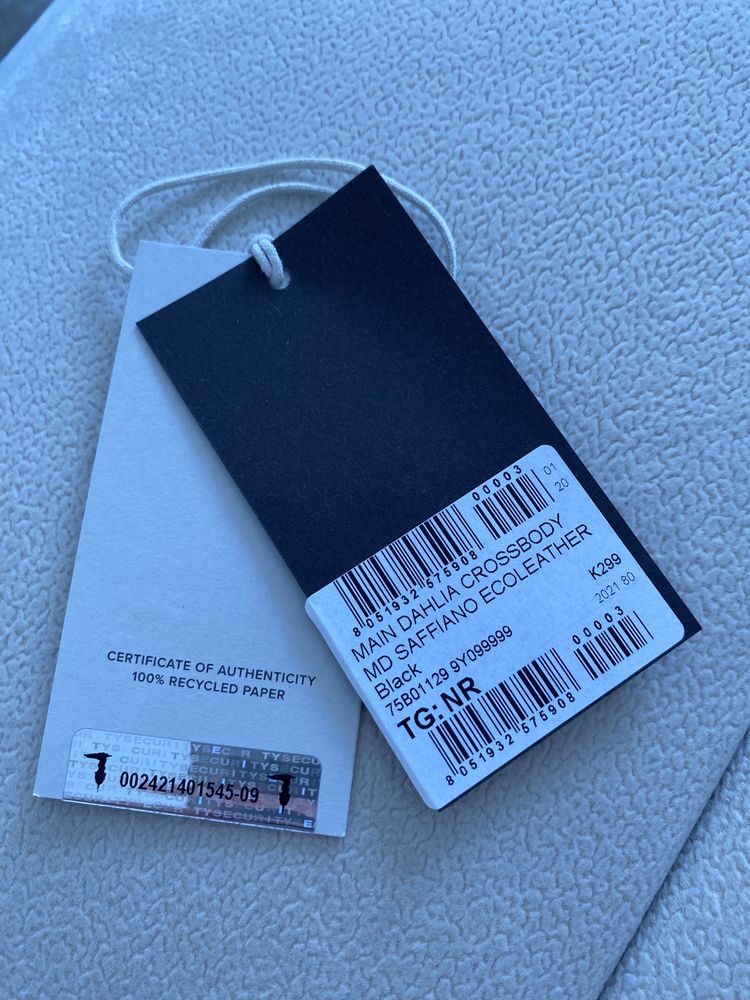 00003
01
20
8 051932 575908
MAIN DAHLIA CROSSBODY
MD SAFFIANO ECOLEATHER
Black
K299
75B01129 9Y099999
2021 80
TG: NR
00003
8 051932 575908
CERTIFICATE OF AUTHENTICITY
100% RECYCLED PAPER
002421401545-09